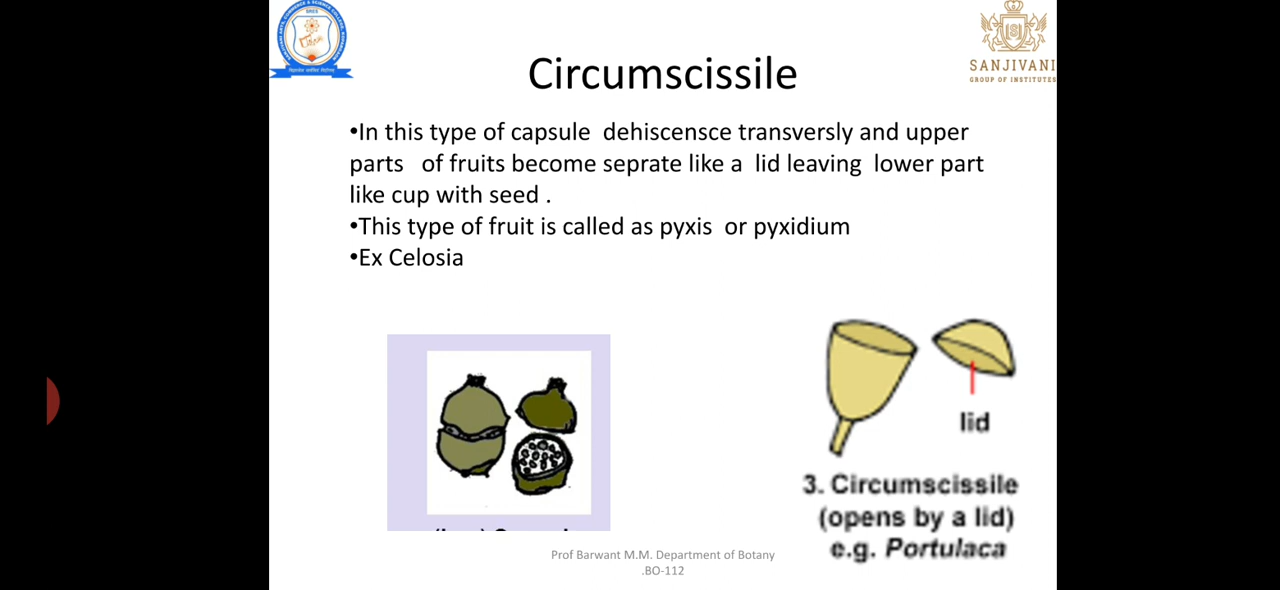 SRES
SANJIVANI
GROUP OF INSTITUTES
Circumscissile
•In this type of capsule dehiscensce transversly and upper
parts of fruits become seprate like a lid leaving lower part
like cup with seed .
•This type of fruit is called as pyxis or pyxidium
•Ex Celosia
lid
3. Circumscissile
(opens by a lid)
e.g. Portulaca
Prof Barwant M.M. Department of Botany
.BO-112